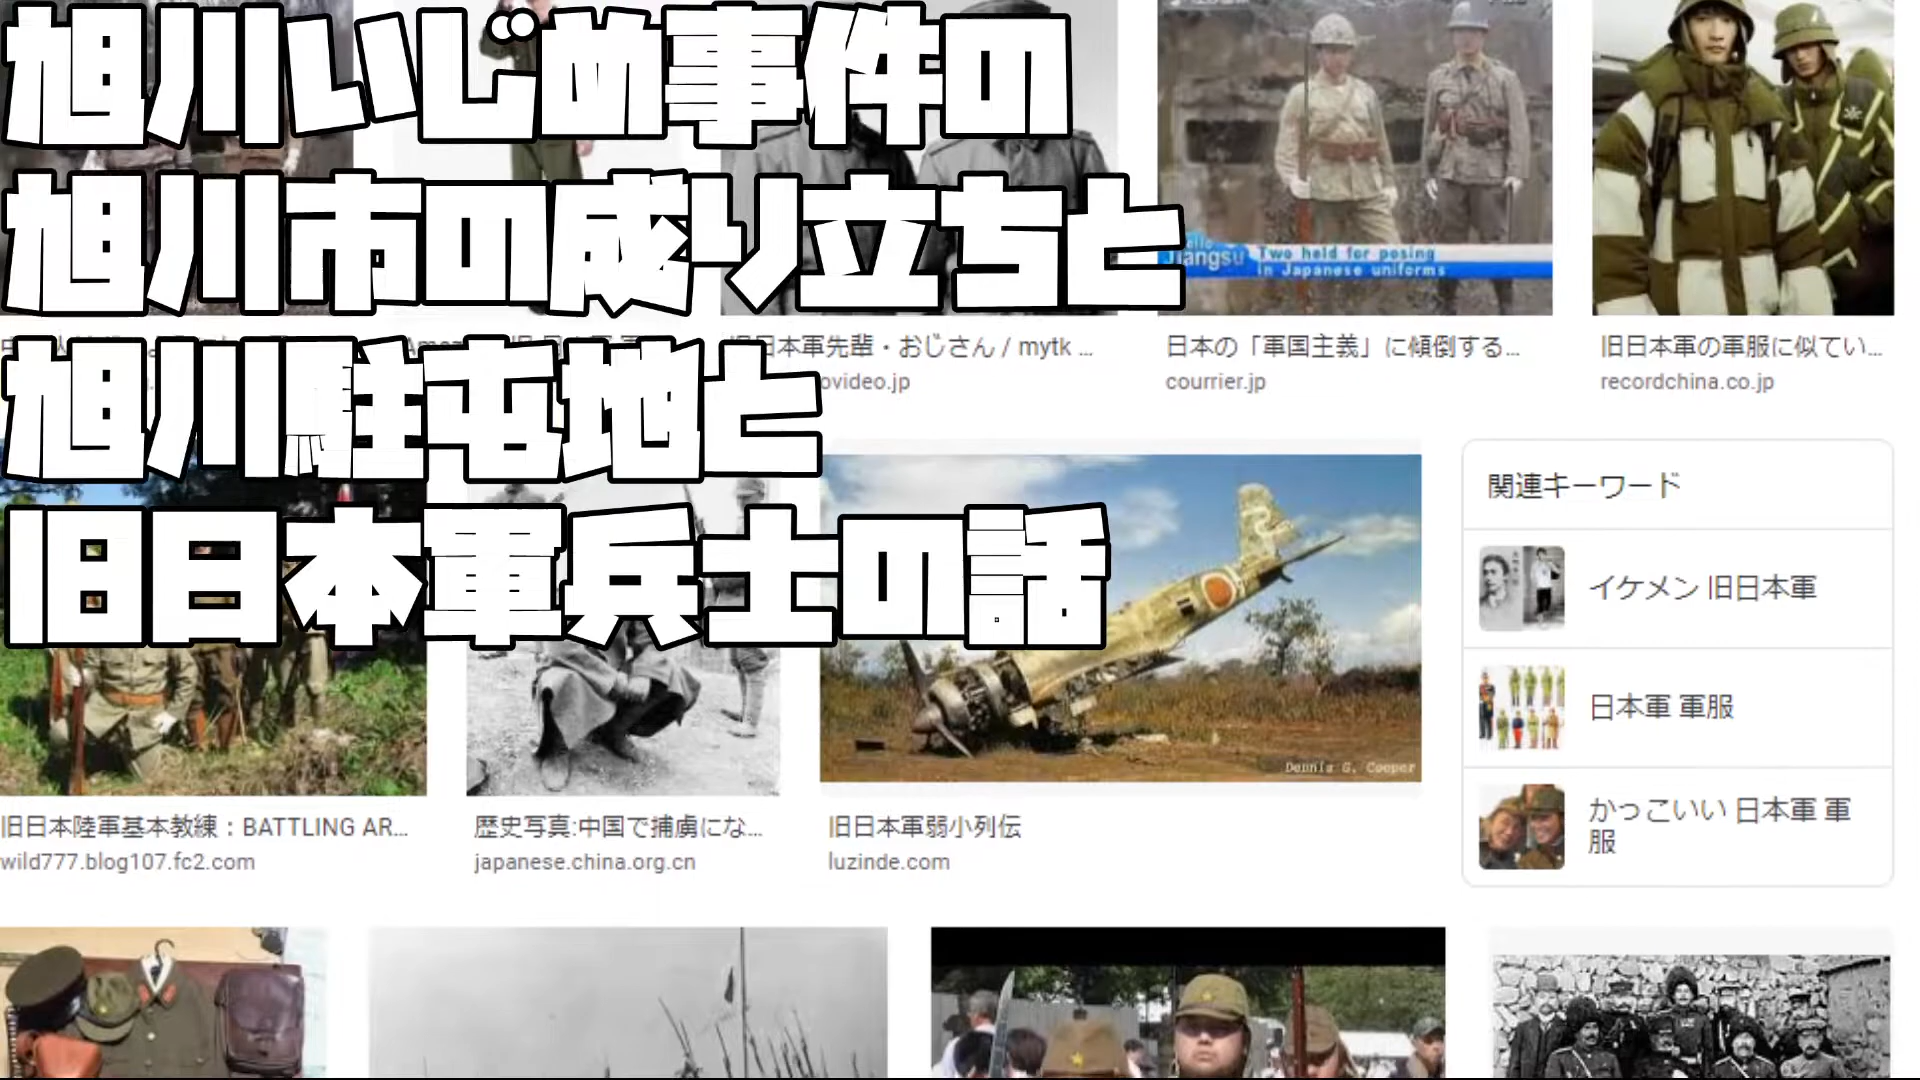 旭川いじめ事件の
旭川市の成り立ちと
旭川駐屯地と
旧日本軍兵士の話
Jiangsu
Two held for posing
in Japanese uniforms
旧日本軍先輩・おじさん / mytk ...
ovideo.jp
日本の「軍国主義」に傾倒する...
courrier.jp
旧日本軍の軍服に似てい...
recordchina.co.jp
関連キーワード
イケメン 旧日本軍
日本軍 軍服
かっこいい 日本軍 軍
服
Dennis G. Cooper
旧日本陸軍基本教練：BATTLING AR...
wild777.blog107.fc2.com
歴史写真:中国で捕虜にな...
japanese.china.org.cn
旧日本軍弱小列伝
luzinde.com